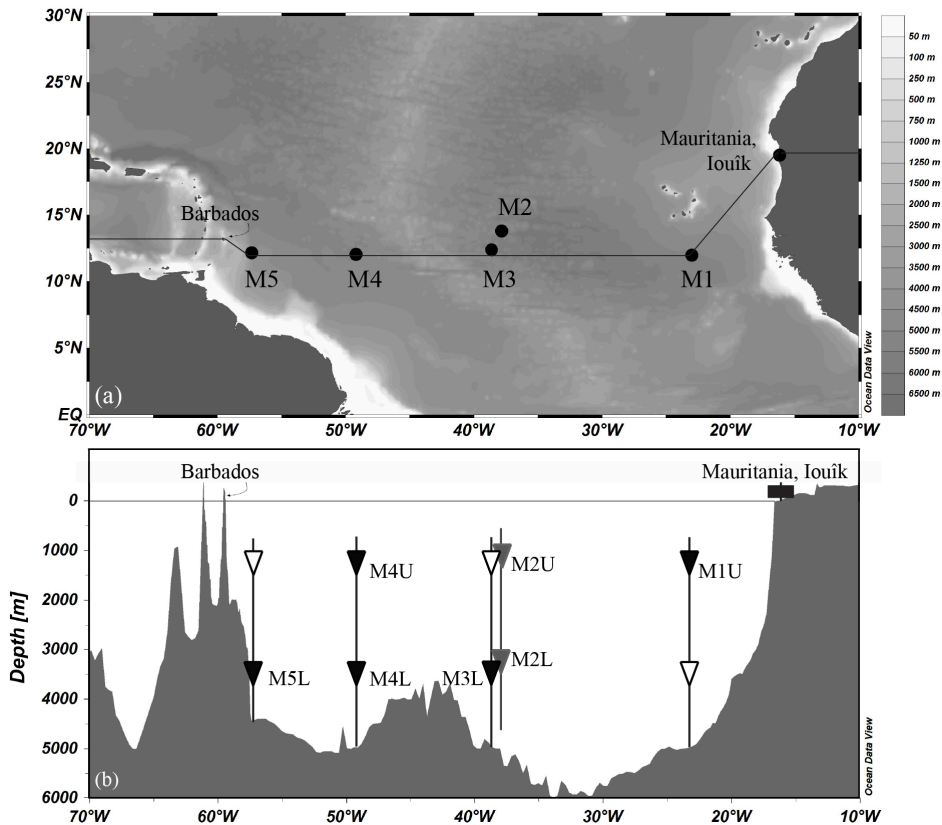 30°N
25°N
20°N
15°N
10°N
5°N
EQ
Mauritania,
Iouîk
Barbados
M2
M5
M4
M3
M1
(a)
Ocean Data View
70°W
60°W
50°W
40°W
30°W
20°W
10°W
50 m
100 m
250 m
500 m
750 m
1000 m
1250 m
1500 m
2000 m
2500 m
3000 m
3500 m
4000 m
4500 m
5000 m
5500 m
6000 m
6500 m
Barbados
Mauritania, Iouîk
0
1000
2000
3000
4000
5000
6000
Depth [m]
M4U
M2U
M1U
M5L
M4L
M3L
M2L
(b)
Ocean Data View
70°W
60°W
50°W
40°W
30°W
20°W
10°W